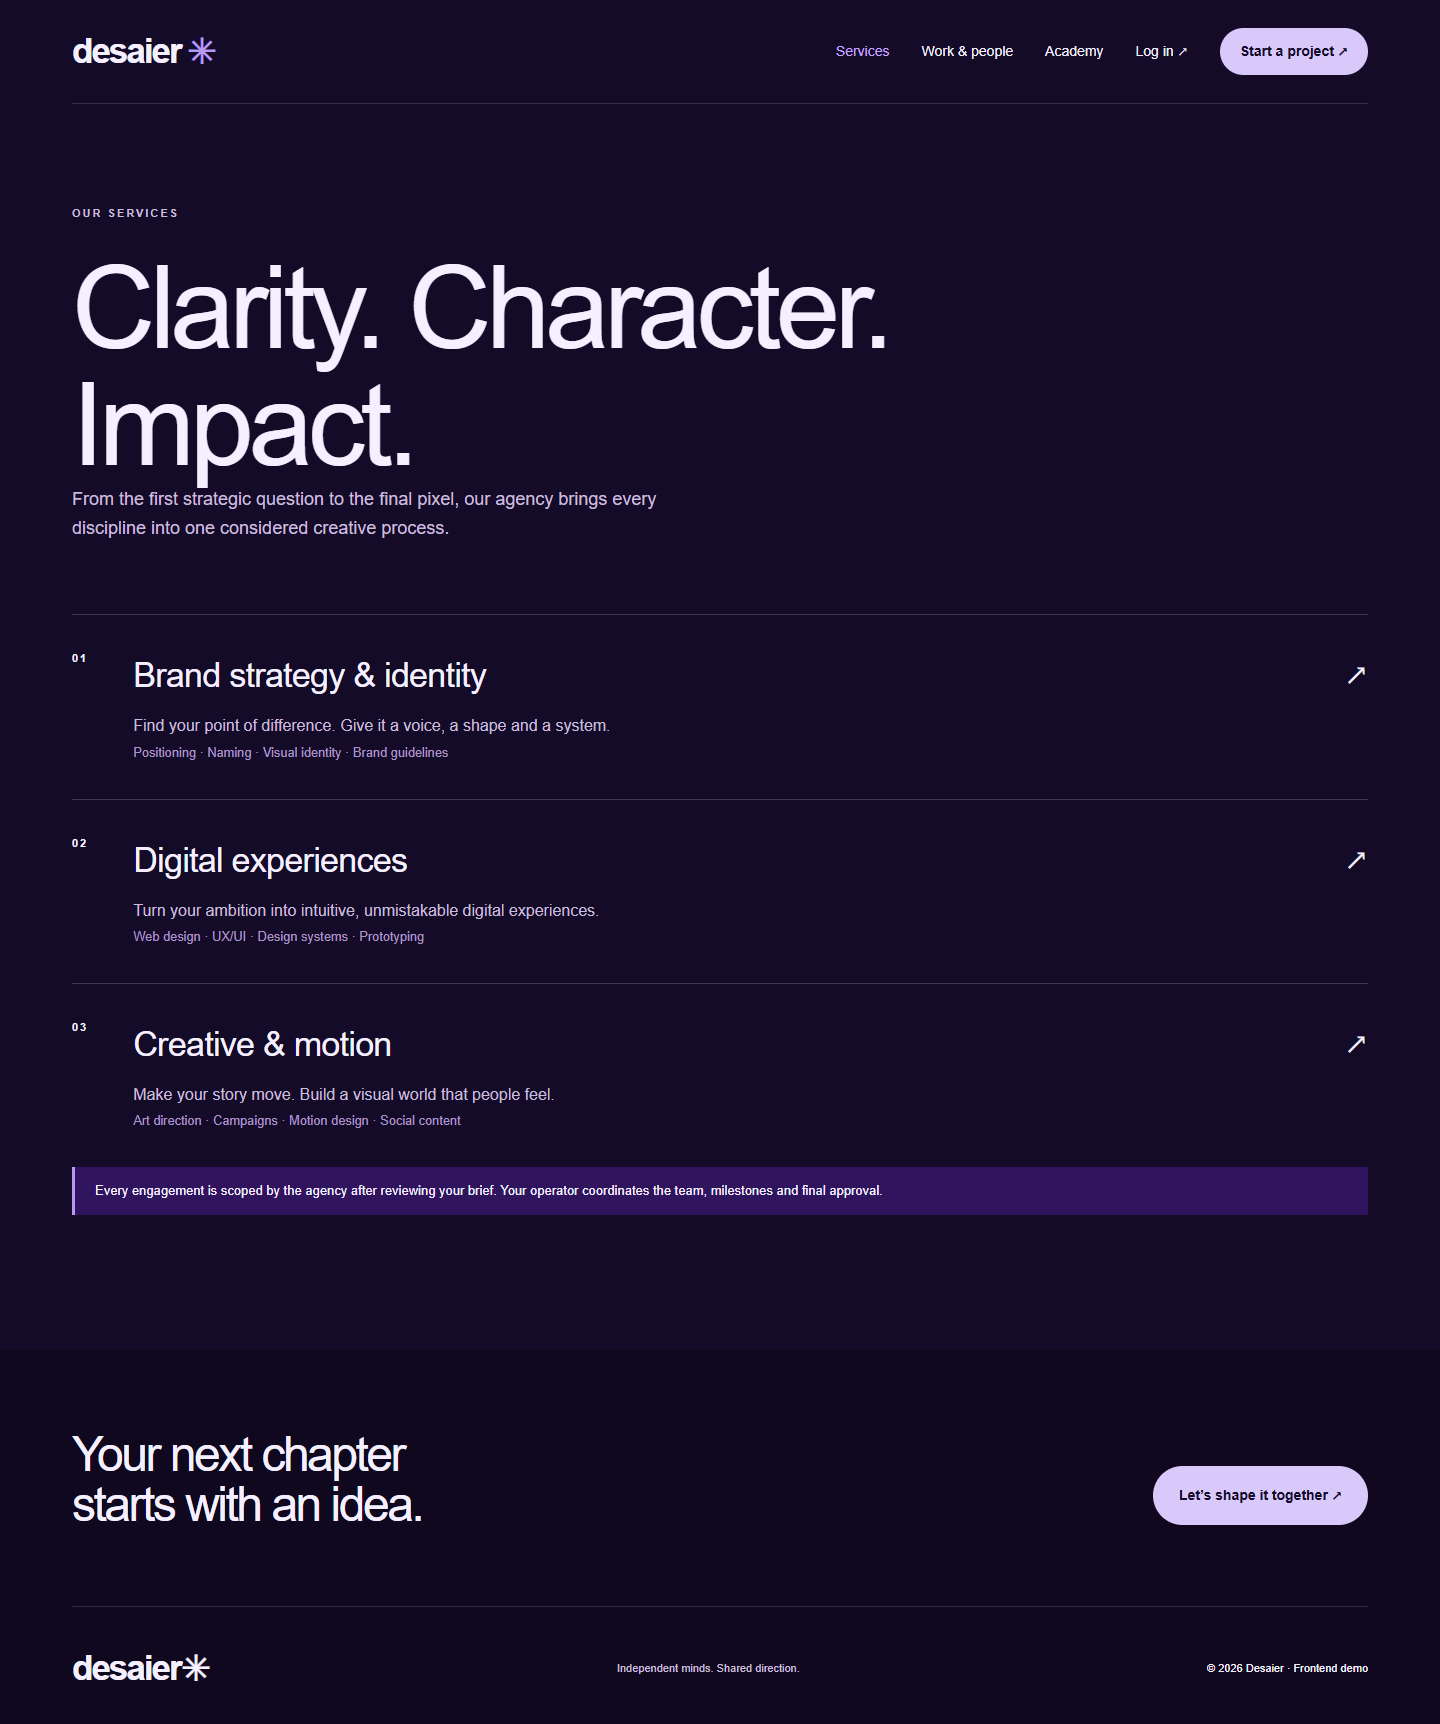 desaier ✳
Services
Work & people
Academy
Log in ↗
Start a project ↗
OUR SERVICES
Clarity. Character.
Impact.
From the first strategic question to the final pixel, our agency brings every
discipline into one considered creative process.
01
Brand strategy & identity
↗
Find your point of difference. Give it a voice, a shape and a system.
Positioning · Naming · Visual identity · Brand guidelines
02
Digital experiences
↗
Turn your ambition into intuitive, unmistakable digital experiences.
Web design · UX/UI · Design systems · Prototyping
03
Creative & motion
↗
Make your story move. Build a visual world that people feel.
Art direction · Campaigns · Motion design · Social content
Every engagement is scoped by the agency after reviewing your brief. Your operator coordinates the team, milestones and final approval.
Your next chapter
starts with an idea.
Let’s shape it together ↗
desaier✳
Independent minds. Shared direction.
© 2026 Desaier · Frontend demo